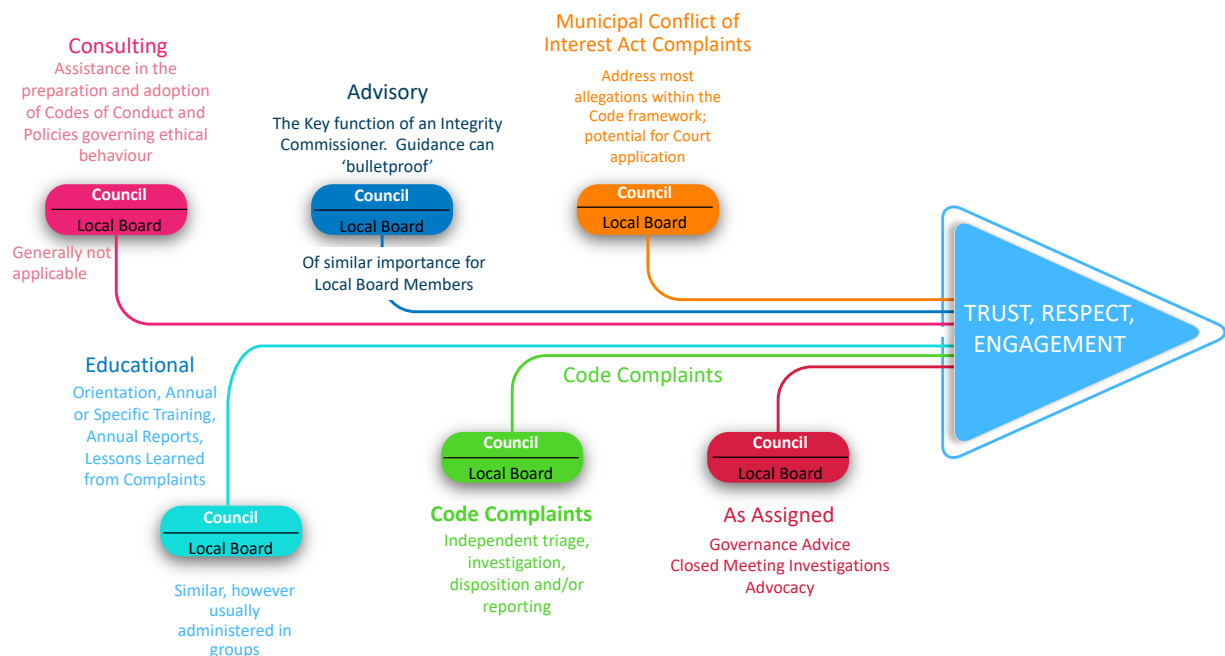 Consulting
Assistance in the
preparation and adoption
of Codes of Conduct and
Policies governing ethical
behaviour
Council
Local Board
Generally not
applicable
Advisory
The Key function of an Integrity
Commissioner.  Guidance can
‘bulletproof’
Council
Local Board
Of similar importance for
Local Board Members
Municipal Conflict of
Interest Act Complaints
Address most
allegations within the
Code framework;
potential for Court
application
Council
Local Board
TRUST, RESPECT,
ENGAGEMENT
Educational
Orientation, Annual
or Specific Training,
Annual Reports,
Lessons Learned
from Complaints
Council
Local Board
Similar, however
usually
administered in
groups
Code Complaints
Council
Local Board
Code Complaints
Independent triage,
investigation,
disposition and/or
reporting
Council
Local Board
As Assigned
Governance Advice
Closed Meeting Investigations
Advocacy